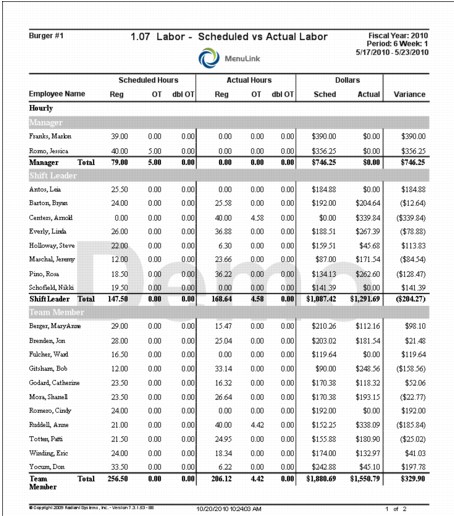 Burger #1
1.07 Labor - Scheduled vs Actual Labor
Fiscal Year: 2010
Period: 6 Week: 1
5/17/2010 - 5/23/2010
MenuLink
Scheduled Hours Actual Hours Dollars
Employee Name Reg OT dbl OT Reg OT dbl OT Sched Actual Variance
Hourly
Manager
Franks, Marlon 39.00 0.00 0.00 0.00 0.00 0.00 $390.00 $0.00 $390.00
Romo, Jessica 40.00 5.00 0.00 0.00 0.00 0.00 $356.25 $0.00 $356.25
Manager Total 79.00 5.00 0.00 0.00 0.00 0.00 $746.25 $0.00 $746.25
Shift Leader
Antos, Leia 25.50 0.00 0.00 0.00 0.00 0.00 $184.88 $0.00 $184.88
Barton, Bryan 24.00 0.00 0.00 25.58 0.00 0.00 $192.00 $204.64 ($12.64)
Centers, Arnold 0.00 0.00 0.00 40.00 4.58 0.00 $0.00 $339.84 ($339.84)
Everly, Linda 26.00 0.00 0.00 36.88 0.00 0.00 $188.51 $267.39 ($78.88)
Holloway, Steve 22.00 0.00 0.00 6.30 0.00 0.00 $159.51 $45.68 $113.83
Marchal, Jeremy 12.00 0.00 0.00 23.66 0.00 0.00 $87.00 $171.54 ($84.54)
Pino, Rosa 18.50 0.00 0.00 36.22 0.00 0.00 $134.13 $262.60 ($128.47)
Schofield, Nikki 19.50 0.00 0.00 0.00 0.00 0.00 $141.39 $0.00 $141.39
Shift Leader Total 147.50 0.00 0.00 168.64 4.58 0.00 $1,087.42 $1,291.69 ($204.27)
Demo
Team Member
Berger, MaryAnne 29.00 0.00 0.00 15.47 0.00 0.00 $210.26 $112.16 $98.10
Brenden, Jon 28.00 0.00 0.00 25.04 0.00 0.00 $203.02 $181.54 $21.48
Fulcher, Ward 16.50 0.00 0.00 0.00 0.00 0.00 $119.64 $0.00 $119.64
Gitsham, Bob 12.00 0.00 0.00 33.14 0.00 0.00 $90.00 $248.56 ($158.56)
Godard, Catherine 23.50 0.00 0.00 16.32 0.00 0.00 $170.38 $118.32 $52.06
Mora, Shanell 23.50 0.00 0.00 26.64 0.00 0.00 $170.38 $193.15 ($22.77)
Romero, Cindy 24.00 0.00 0.00 0.00 0.00 0.00 $192.00 $0.00 $192.00
Ruddell, Anne 21.00 0.00 0.00 40.00 4.42 0.00 $152.25 $338.09 ($185.84)
Totten, Patti 21.50 0.00 0.00 24.95 0.00 0.00 $155.88 $180.90 ($25.02)
Winding, Eric 24.00 0.00 0.00 18.34 0.00 0.00 $174.00 $132.97 $41.03
Yocum, Don 33.50 0.00 0.00 6.22 0.00 0.00 $242.88 $45.10 $197.78
Team Member Total 256.50 0.00 0.00 206.12 4.42 0.00 $1,880.69 $1,550.79 $329.90
© Copyright 2009 Radiant Systems, Inc. - Version 7.3.1.03 - 10/20/2010 10:24:03 AM 1 of 2